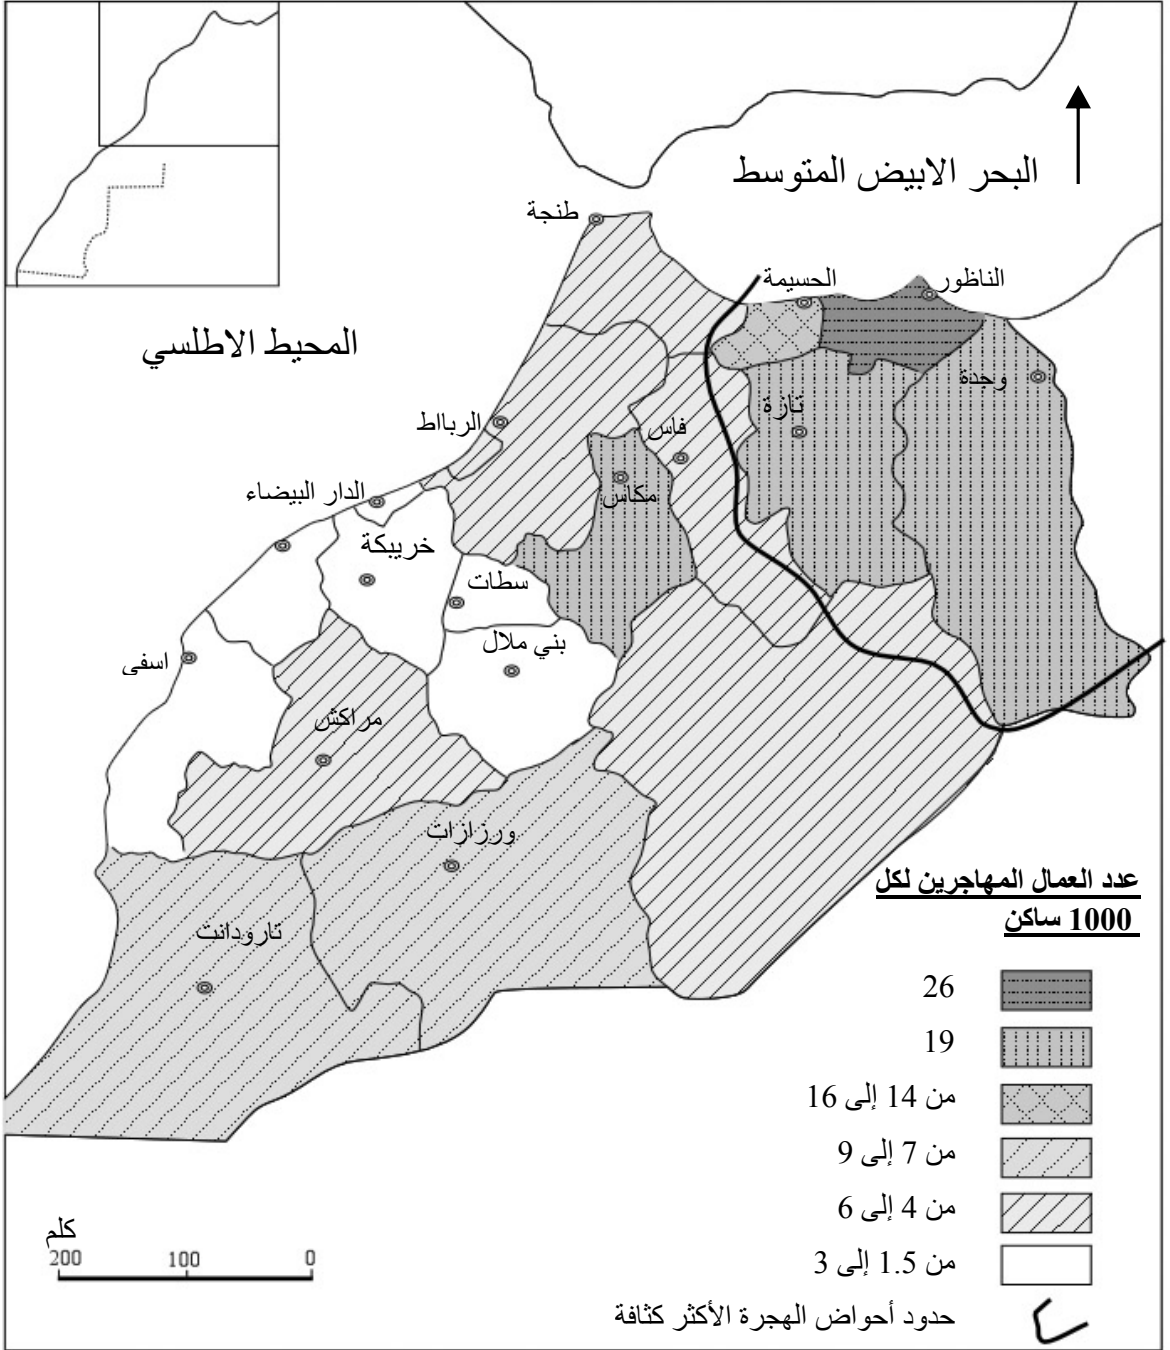 البحر الابيض المتوسط
طنجة
الحسيمة
الناظور
المحيط الاطلسي
وجدة
تازة
الربااط
فاس
مكاس
الدار البيضاء
خريبكة
سطات
بني ملال
اسفى
مراكش
ورزازات
تارودانت
عدد العمال المهاجرين لكل
1000 ساكن
26
19
من 14 إلى 16
من 7 إلى 9
من 4 إلى 6
من 1.5 إلى 3
حدود أحواض الهجرة الأكثر كثافة
كلم
200 100 0